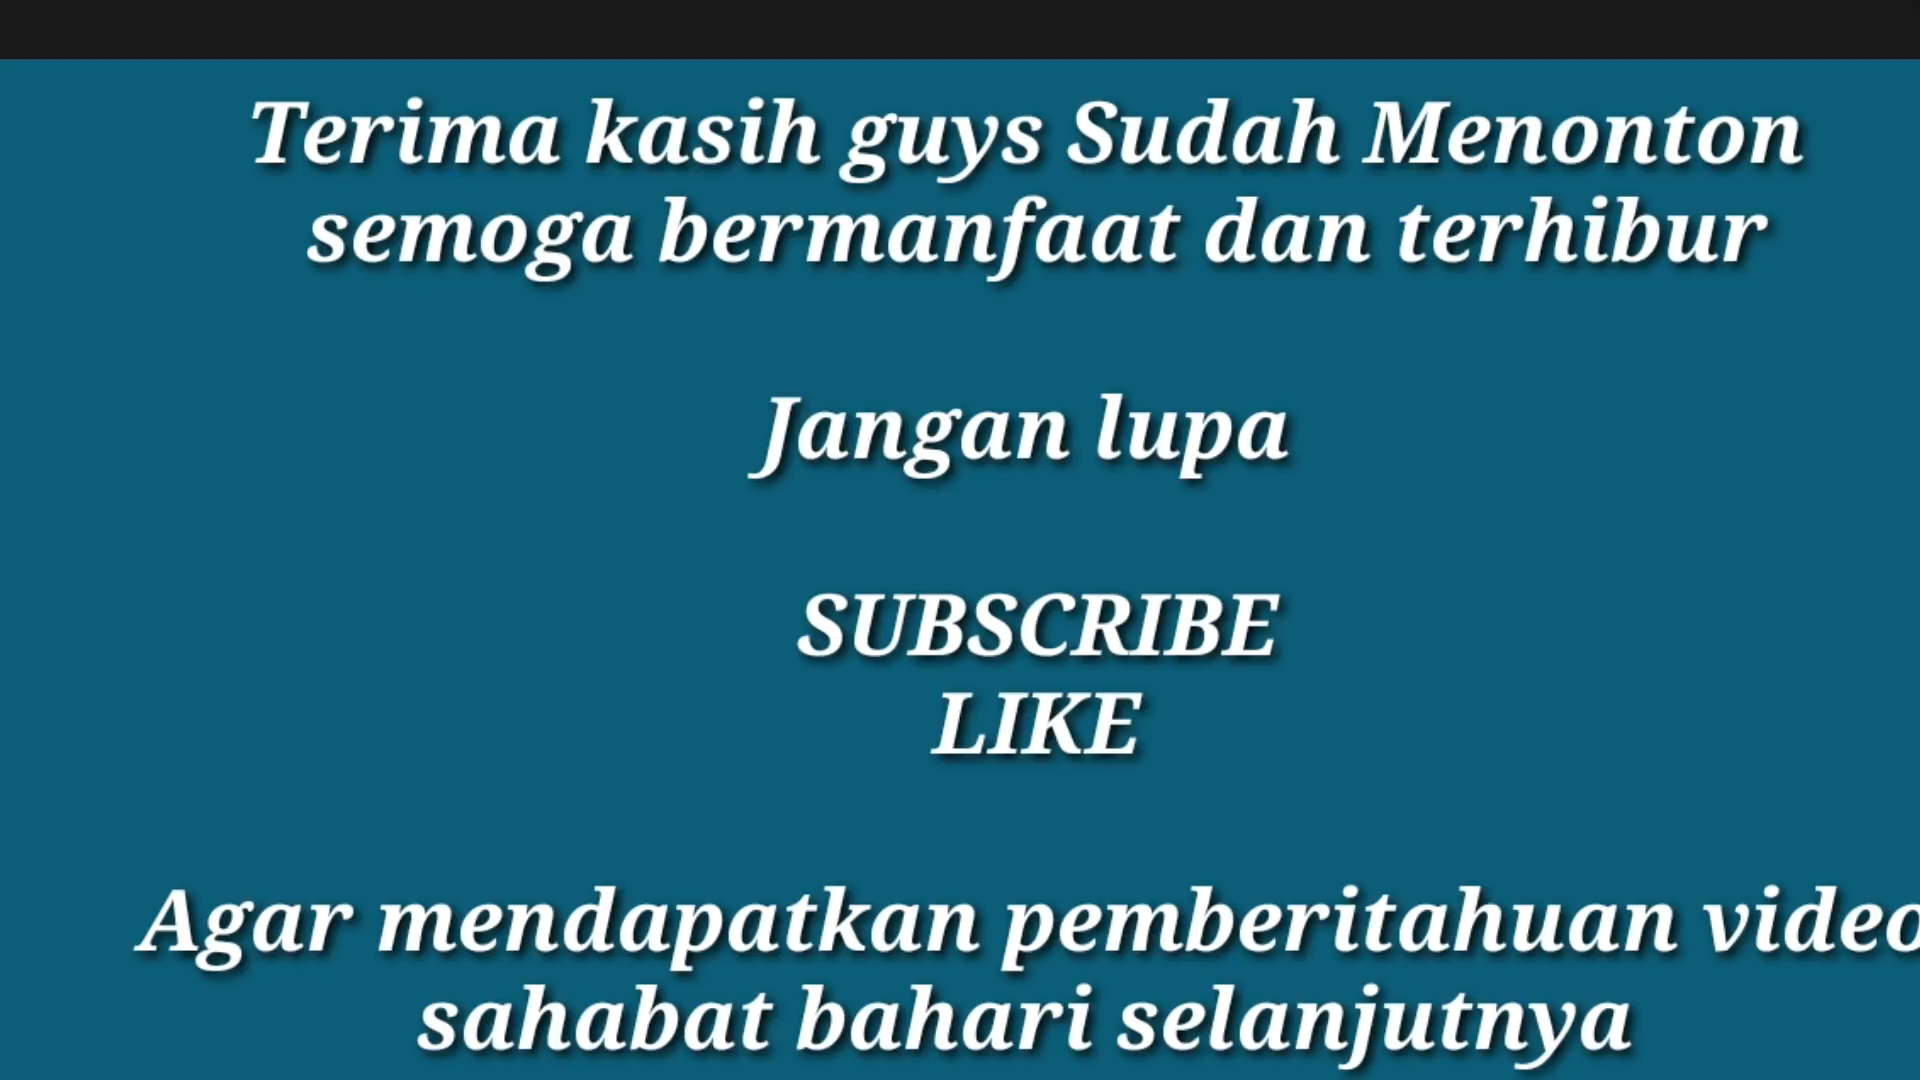 Terima kasih guys Sudah Menonton
semoga bermanfaat dan terhibur
Jangan lupa
SUBSCRIBE
LIKE
Agar mendapatkan pemberitahuan video
sahabat bahari selanjutnya